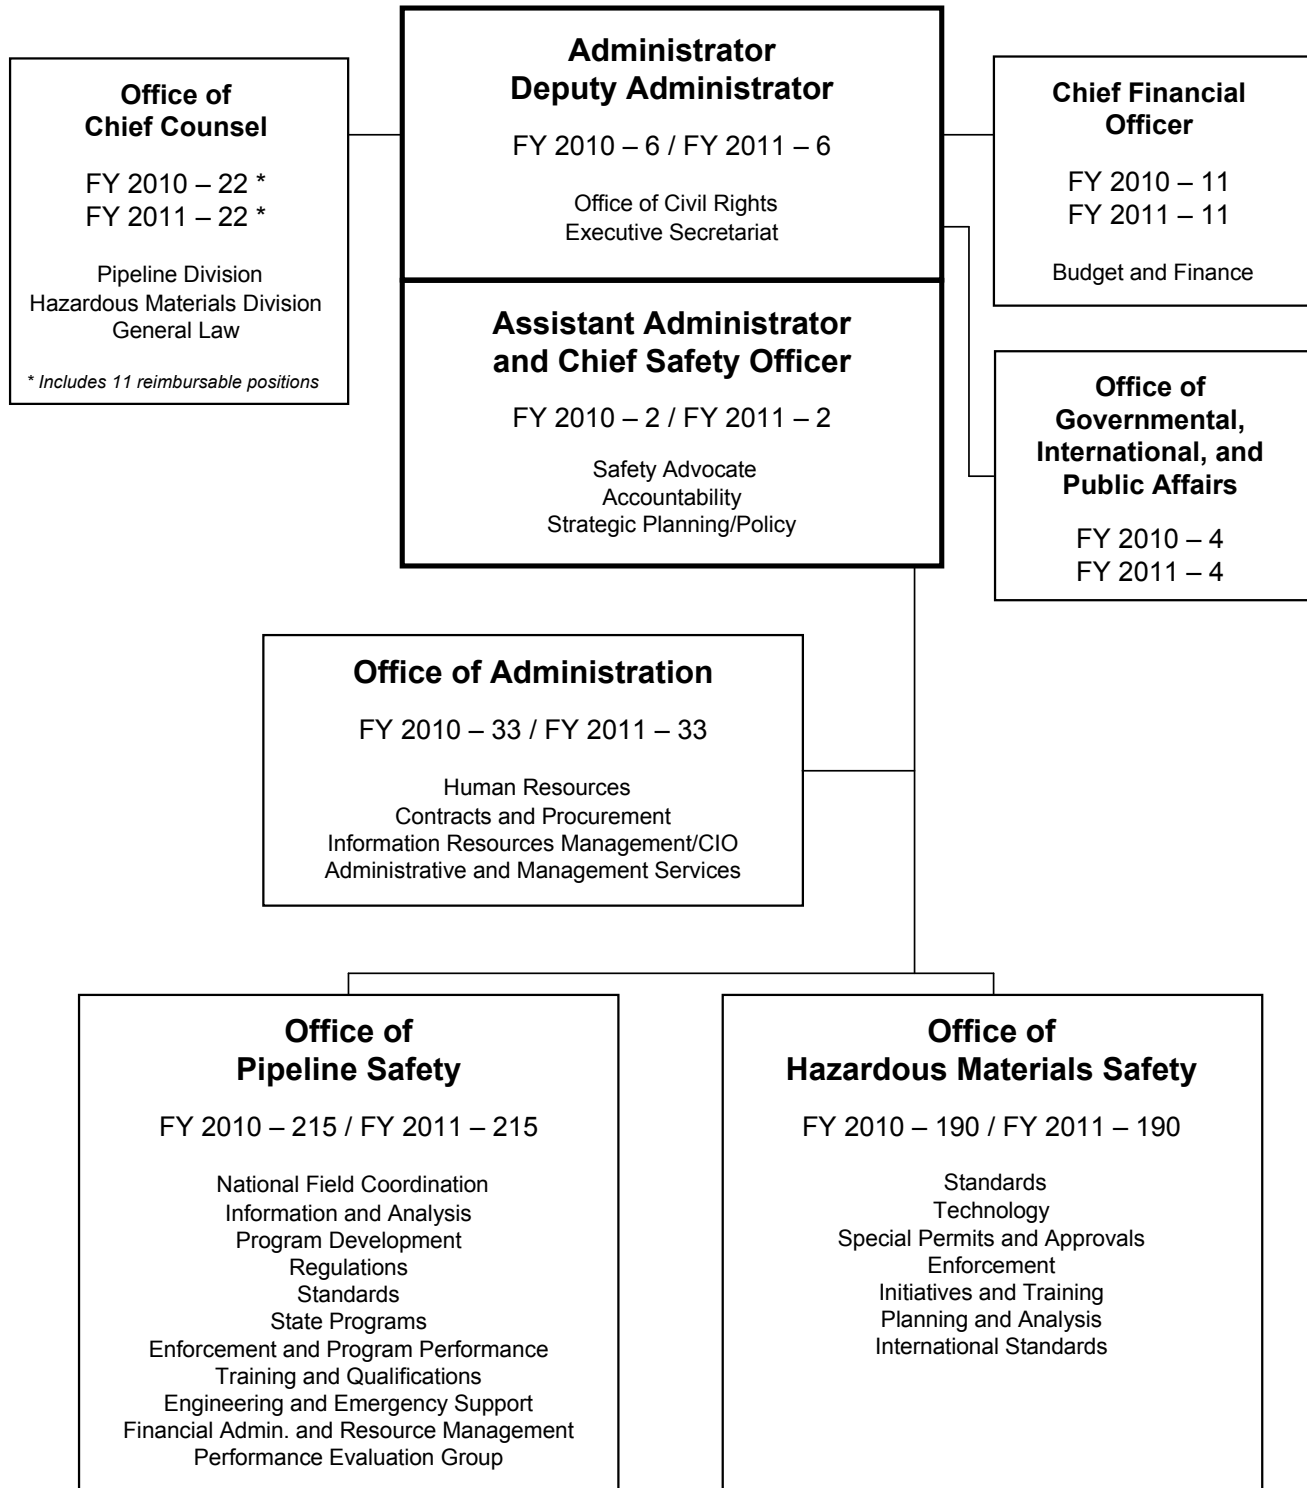 Administrator
Deputy Administrator
FY 2010 – 6 / FY 2011 – 6
Office of Civil Rights
Executive Secretariat
Office of
Chief Counsel
FY 2010 – 22 *
FY 2011 – 22 *
Pipeline Division
Hazardous Materials Division
General Law
* Includes 11 reimbursable positions
Chief Financial
Officer
FY 2010 – 11
FY 2011 – 11
Budget and Finance
Assistant Administrator
and Chief Safety Officer
FY 2010 – 2 / FY 2011 – 2
Safety Advocate
Accountability
Strategic Planning/Policy
Office of
Governmental,
International, and
Public Affairs
FY 2010 – 4
FY 2011 – 4
Office of Administration
FY 2010 – 33 / FY 2011 – 33
Human Resources
Contracts and Procurement
Information Resources Management/CIO
Administrative and Management Services
Office of
Pipeline Safety
FY 2010 – 215 / FY 2011 – 215
National Field Coordination
Information and Analysis
Program Development
Regulations
Standards
State Programs
Enforcement and Program Performance
Training and Qualifications
Engineering and Emergency Support
Financial Admin. and Resource Management
Performance Evaluation Group
Office of
Hazardous Materials Safety
FY 2010 – 190 / FY 2011 – 190
Standards
Technology
Special Permits and Approvals
Enforcement
Initiatives and Training
Planning and Analysis
International Standards